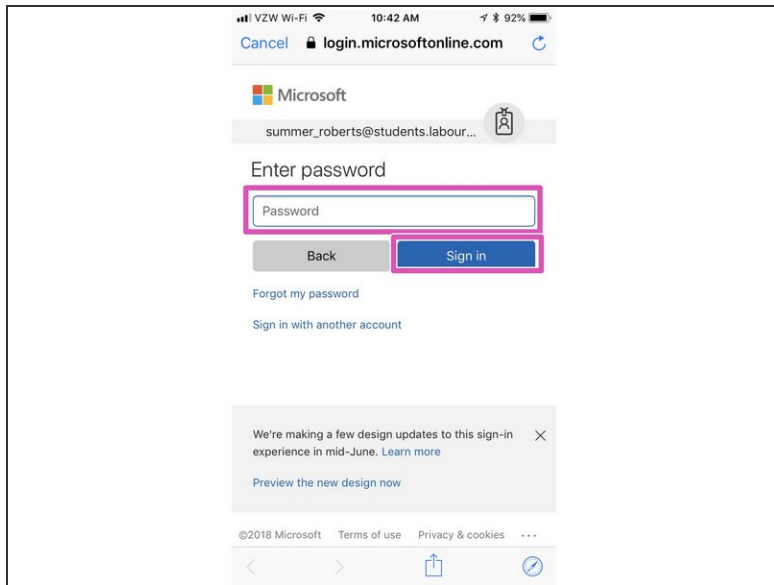 VZW Wi-Fi 10:42 AM 92%
Cancel login.microsoftonline.com
Microsoft
summer_roberts@students.labour...
Enter password
Password
Back Sign in
Forgot my password
Sign in with another account
We're making a few design updates to this sign-in
experience in mid-June. Learn more
Preview the new design now
©2018 Microsoft Terms of use Privacy & cookies ...